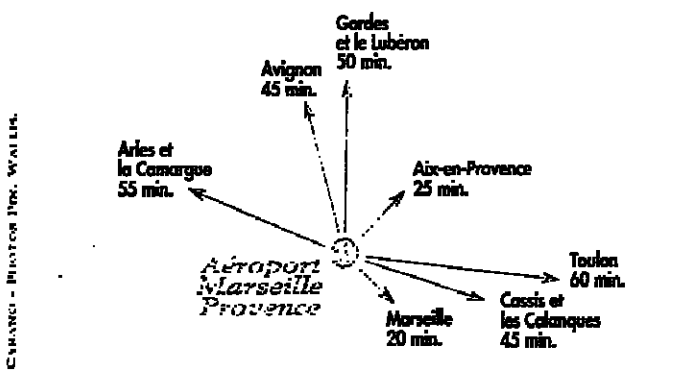 Gordes
et le Lubéron
50 min.
Avignon
45 min.
Arles et
la Camargue
55 min.
Aix-en-Provence
25 min.
Aéroport
Marseille
Provence
Toulon
60 min.
Cassis et
les Calanques
45 min.
Marseille
20 min.